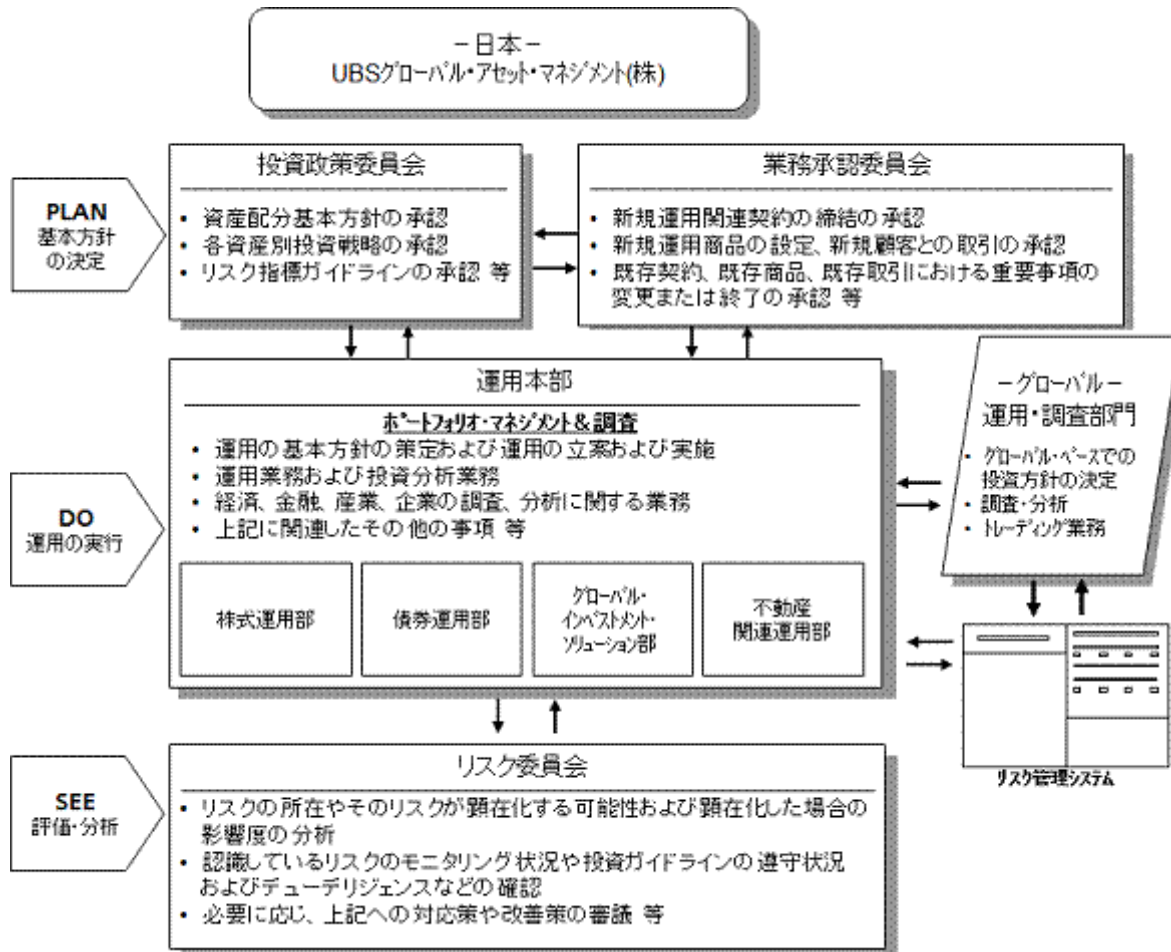 －日本－
UBSグローバル・アセット・マネジメント(株)
PLAN
基本方針
の決定
投資政策委員会
• 資産配分基本方針の承認
• 各資産別投資戦略の承認
• リスク指標ガイドラインの承認 等
業務承認委員会
• 新規運用関連契約の締結の承認
• 新規運用商品の設定、新規顧客との取引の承認
• 既存契約、既存商品、既存取引における重要事項の
変更または終了の承認 等
DO
運用の実行
運用本部
ポートフォリオ・マネジメント＆調査
• 運用の基本方針の策定および運用の立案および実施
• 運用業務および投資分析業務
• 経済、金融、産業、企業の調査、分析に関する業務
• 上記に関連したその他の事項 等
株式運用部
債券運用部
グローバル・
インベストメント・
ソリューション部
不動産
関連運用部
－グローバル－
運用・調査部門
• グローバル・ベースでの
投資方針の決定
• 調査・分析
• トレーディング業務
リスク管理システム
SEE
評価・分析
リスク委員会
• リスクの所在やそのリスクが顕在化する可能性および顕在化した場合の
影響度の分析
• 認識しているリスクのモニタリング状況や投資ガイドラインの遵守状況
およびデューデリジェンスなどの確認
• 必要に応じ、上記への対応策や改善策の審議 等